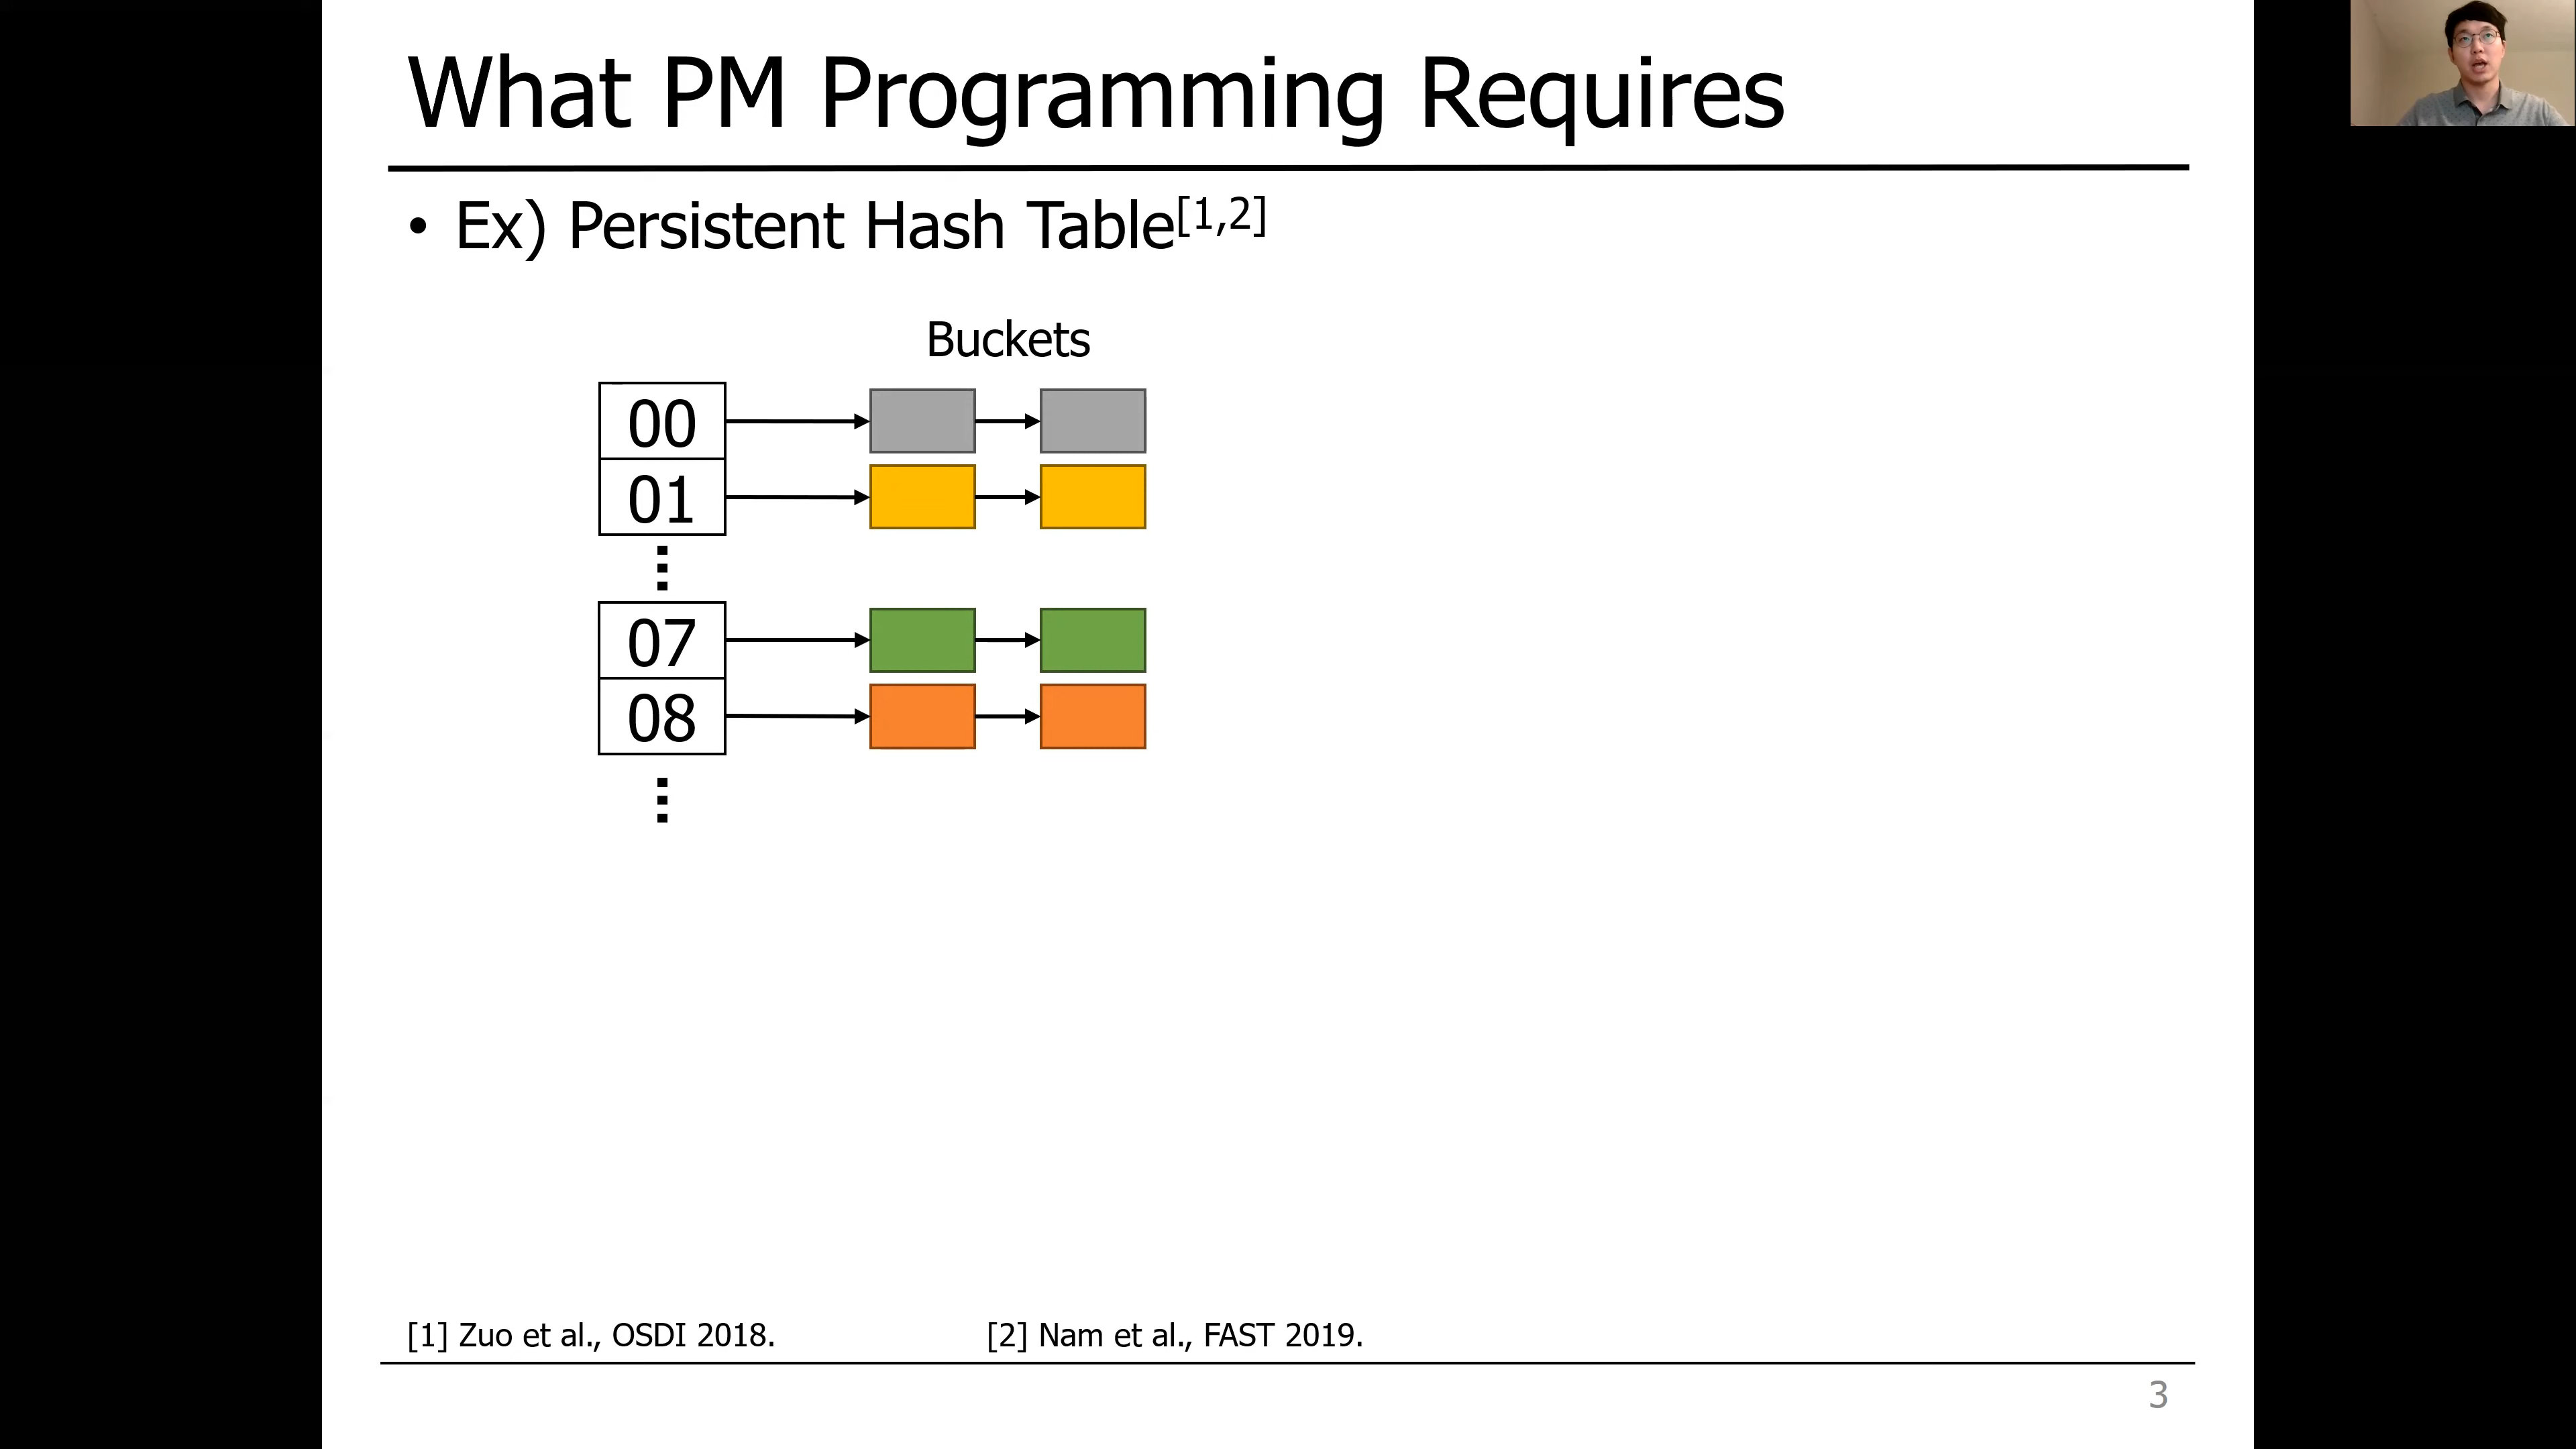 What PM Programming Requires
• Ex) Persistent Hash Table[1,2]
Buckets
00
01
07
08
[1] Zuo et al., OSDI 2018.
[2] Nam et al., FAST 2019.
3